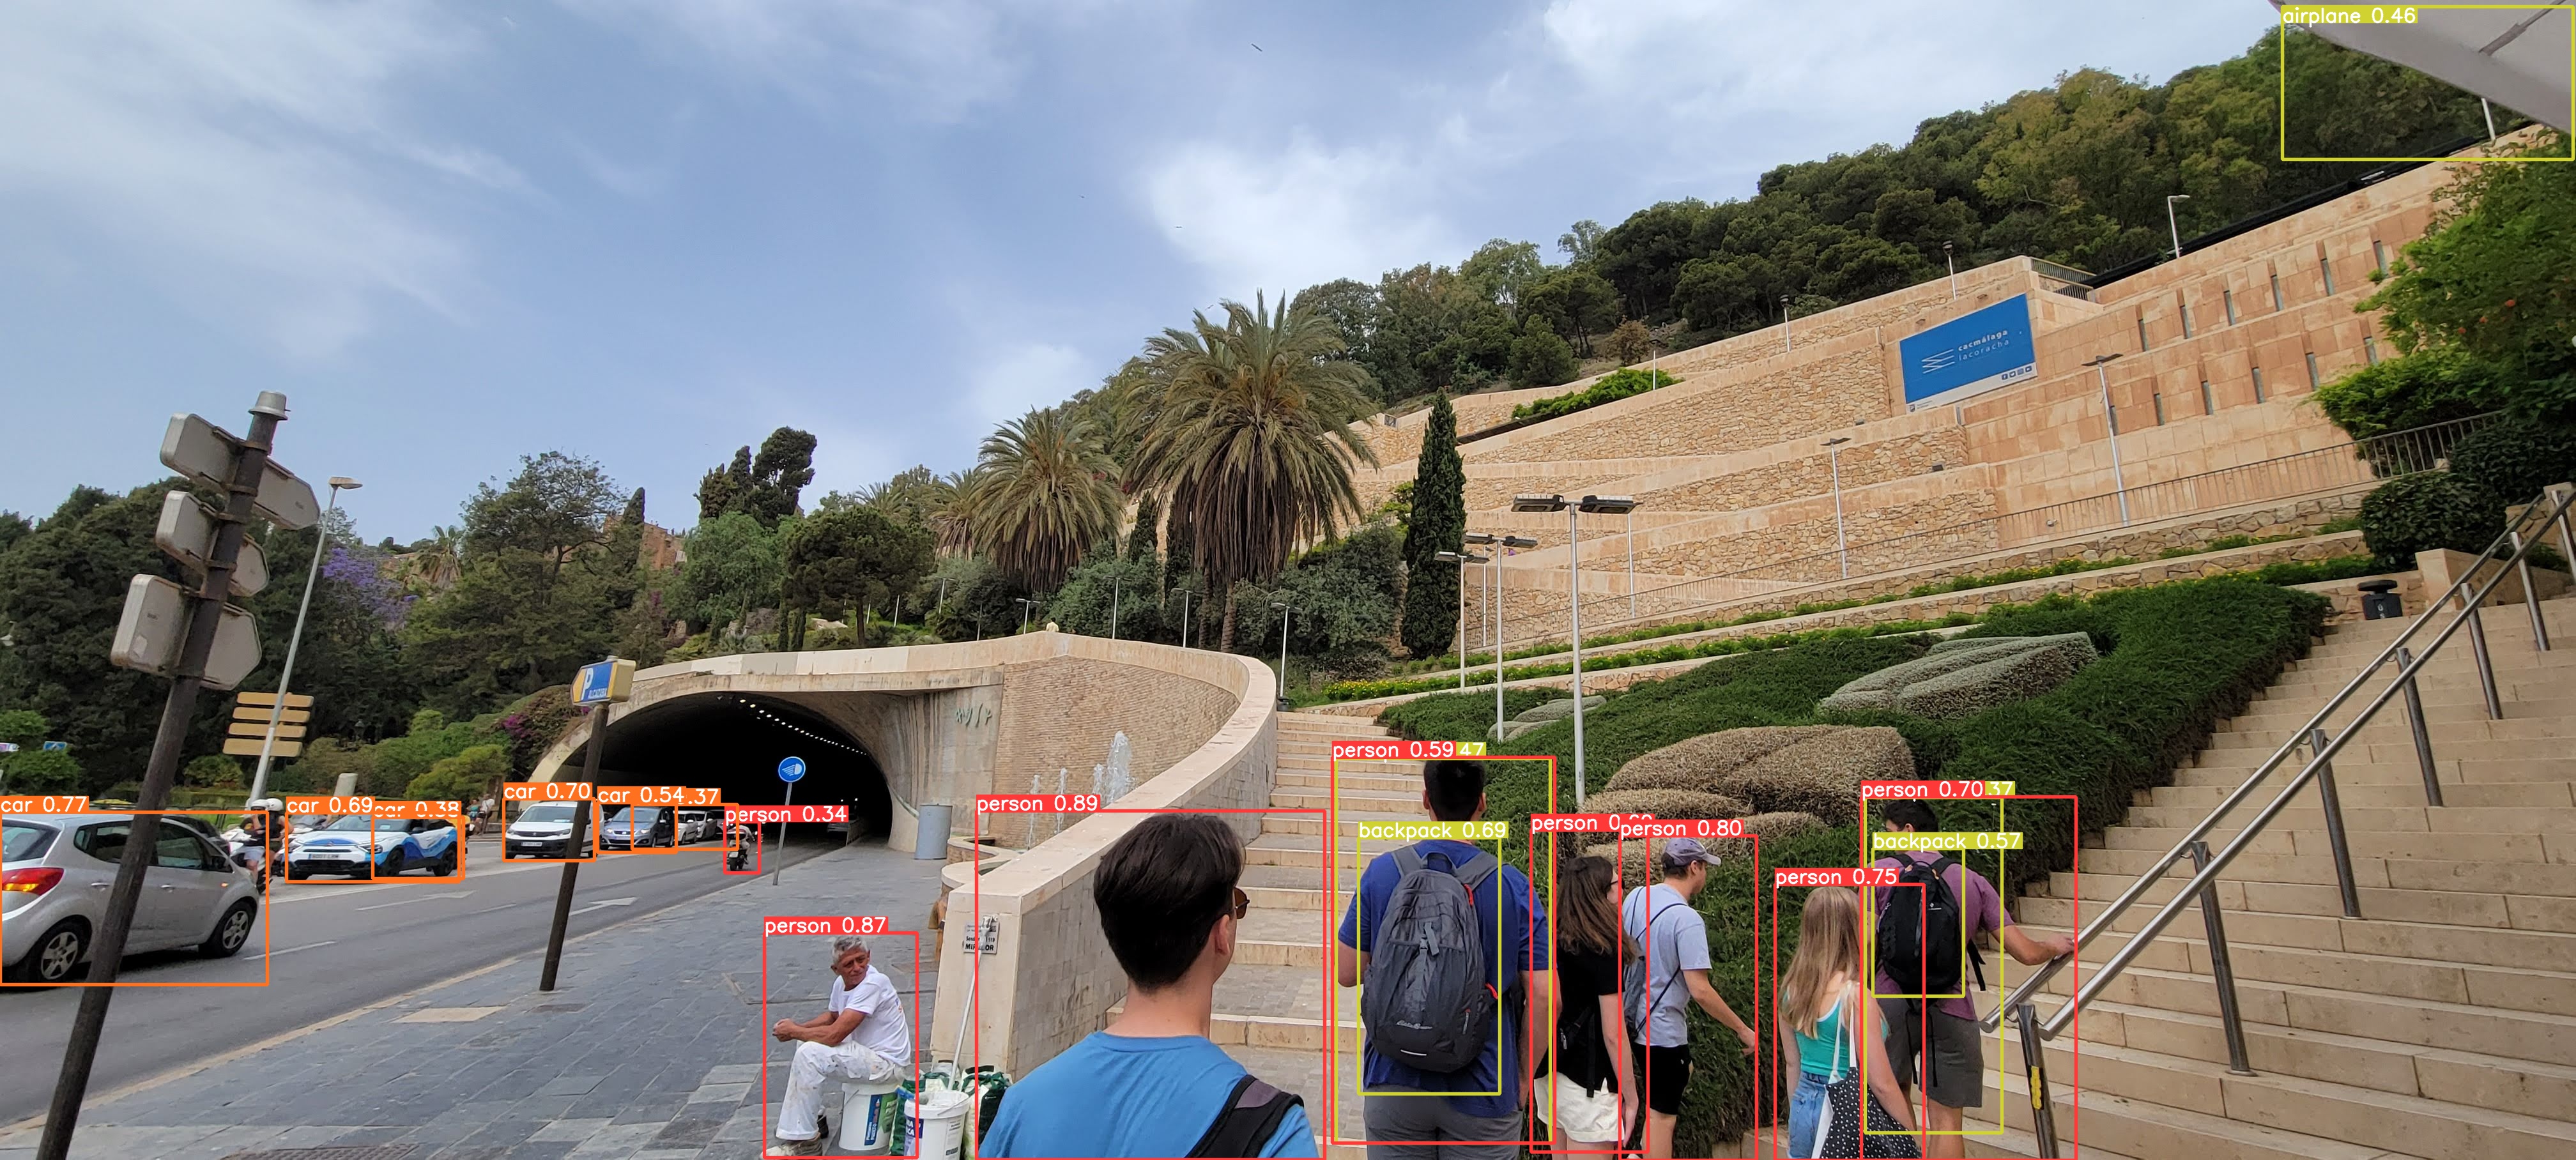 airplane 0.46
cacmálaga
lacoracha
P
ALCAZABA
person 0.59
47
car 0.70
person 0.70
37
car 0.77
car 0.69
car 0.38
car 0.54
.37
person 0.89
person 0.34
person 0.80
backpack 0.69
backpack 0.57
person 0.75
person 0.87